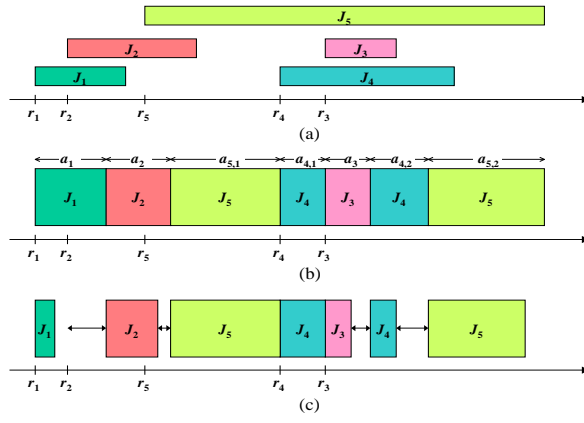 J5
J2 J3
J1 J4
r1 r2 r5 r4 r3
(a)
a1 a2 a5,1 a4,1 a3 a4,2 a5,2
J1 J2 J5 J4 J3 J4 J5
r1 r2 r5 r4 r3
(b)
J1 J2 J5 J4 J3 J4 J5
r1 r2 r5 r4 r3
(c)